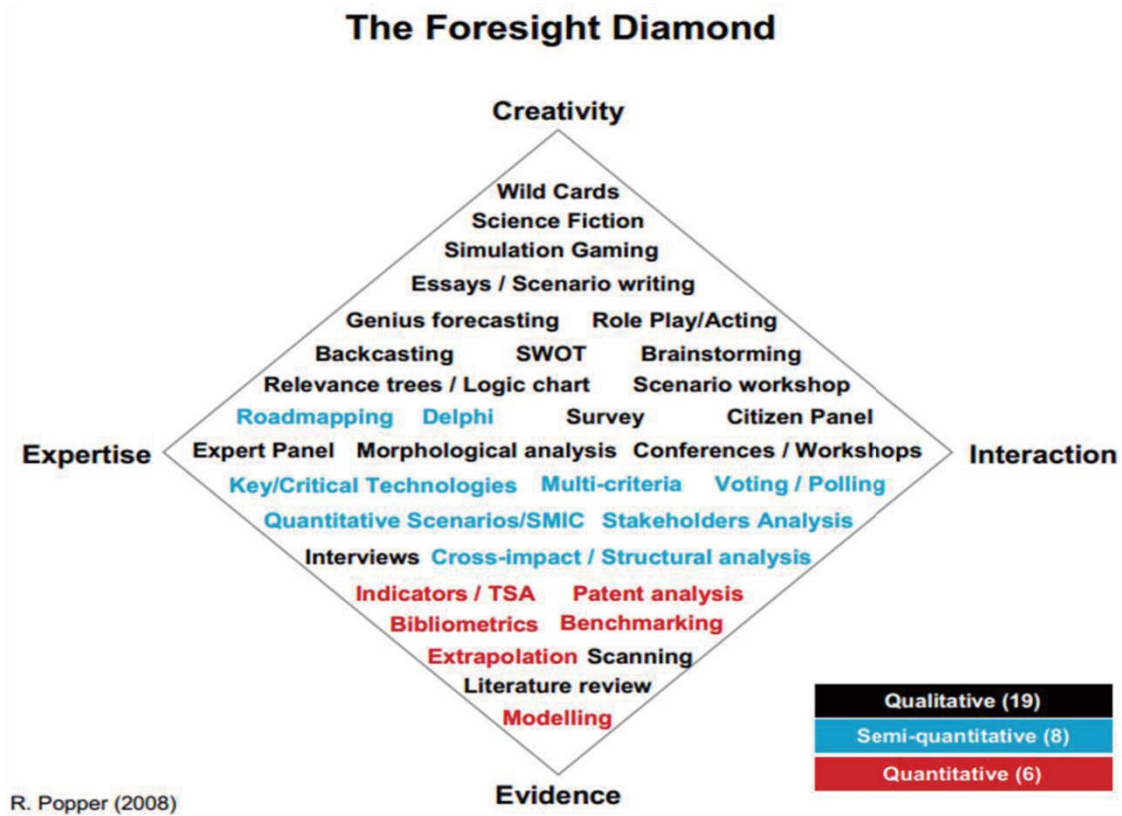 The Foresight Diamond
Creativity
Wild Cards
Science Fiction
Simulation Gaming
Essays / Scenario writing
Genius forecasting Role Play/Acting
Backcasting SWOT Brainstorming
Relevance trees / Logic chart Scenario workshop
Roadmapping Delphi Survey Citizen Panel
Expertise Expert Panel Morphological analysis Conferences / Workshops Interaction
Key/Critical Technologies Multi-criteria Voting / Polling
Quantitative Scenarios/SMIC Stakeholders Analysis
Interviews Cross-impact / Structural analysis
Indicators / TSA Patent analysis
Bibliometrics Benchmarking
Extrapolation Scanning
Literature review
Modelling
Evidence
Qualitative (19)
Semi-quantitative (8)
Quantitative (6)
R. Popper (2008)